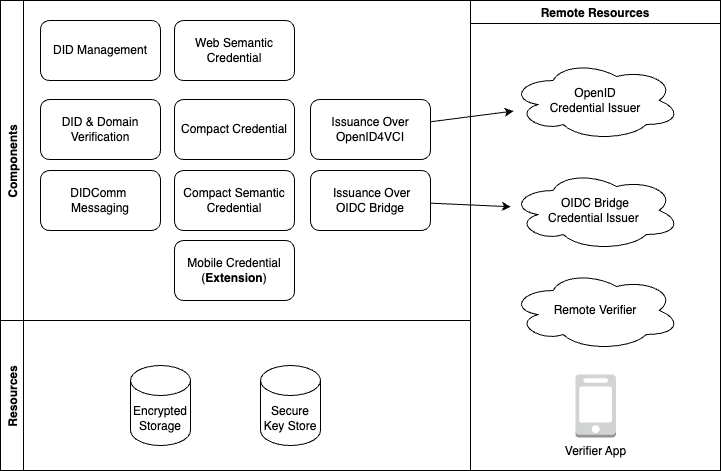 Remote Resources
Components
DID Management
Web Semantic
Credential
DID & Domain
Verification
Compact Credential
Issuance Over
OpenID4VCI
DIDComm
Messaging
Compact Semantic
Credential
Issuance Over
OIDC Bridge
Mobile Credential
(Extension)
OpenID
Credential Issuer
OIDC Bridge
Credential Issuer
Remote Verifier
Verifier App
Resources
Encrypted
Storage
Secure
Key Store